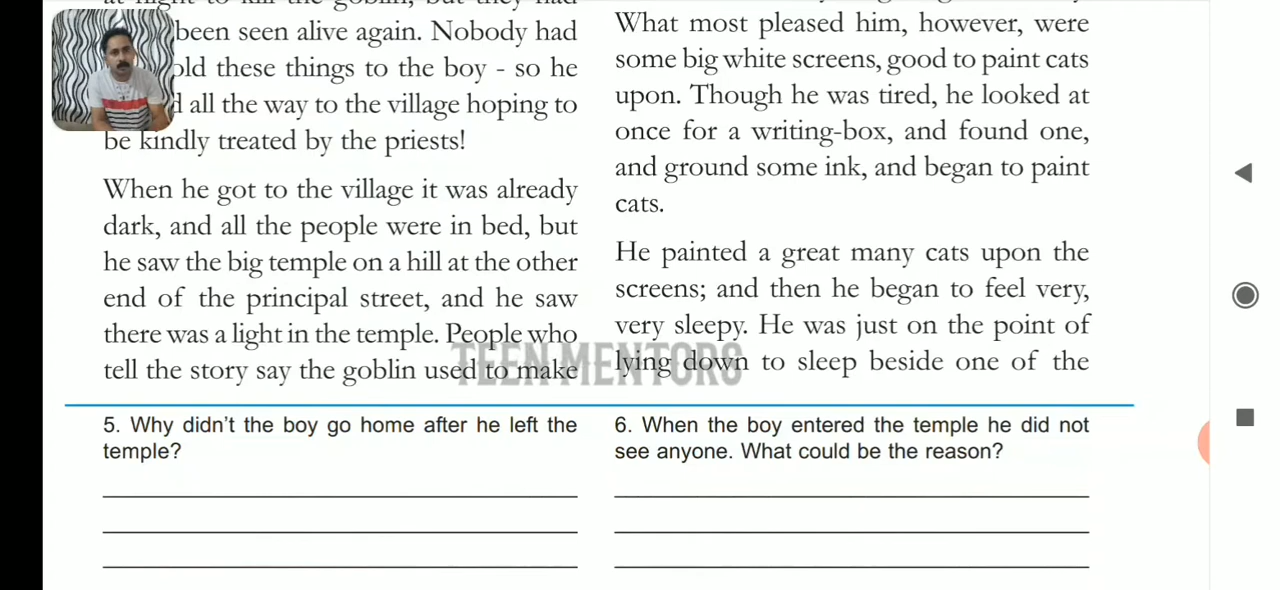 been seen alive again. Nobody had
old these things to the boy - so he
all the way to the village hoping to
be kindly treated by the priests!
When he got to the village it was already
dark, and all the people were in bed, but
he saw the big temple on a hill at the other
end of the principal street, and he saw
there was a light in the temple. People who
tell the story say the goblin used to make
What most pleased him, however, were
some big white screens, good to paint cats
upon. Though he was tired, he looked at
once for a writing-box, and found one,
and ground some ink, and began to paint
cats.
He painted a great many cats upon the
screens; and then he began to feel very,
very sleepy. He was just on the point of
lying down to sleep beside one of the
TEEN MENTORS
5. Why didn't the boy go home after he left the
temple?
6. When the boy entered the temple he did not
see anyone. What could be the reason?